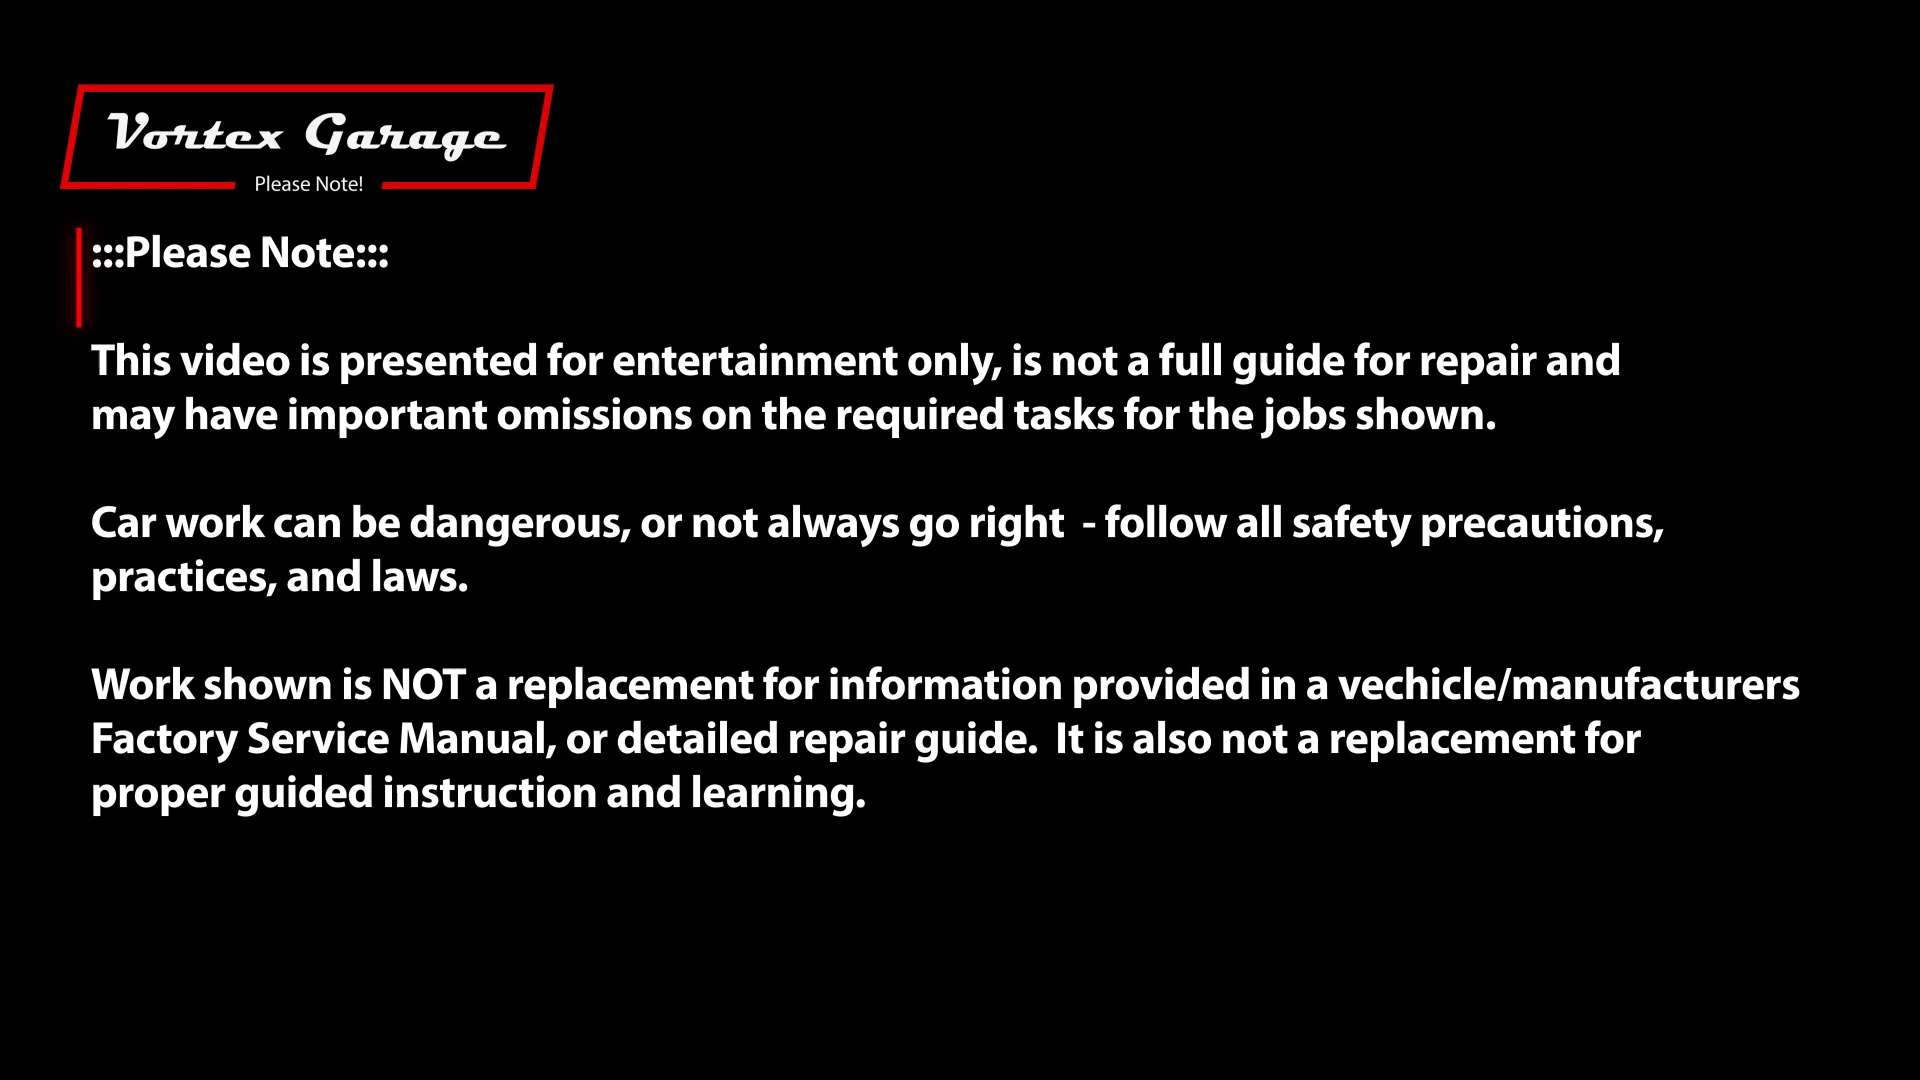 Vortex Garage
Please Note!
:::Please Note:::
This video is presented for entertainment only, is not a full guide for repair and
may have important omissions on the required tasks for the jobs shown.
Car work can be dangerous, or not always go right  - follow all safety precautions,
practices, and laws.
Work shown is NOT a replacement for information provided in a vechicle/manufacturers
Factory Service Manual, or detailed repair guide.  It is also not a replacement for
proper guided instruction and learning.